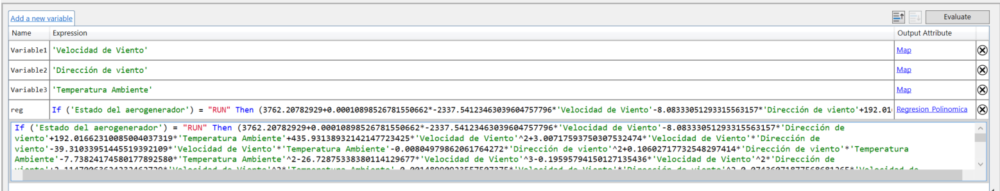 Add a new variable
Evaluate
Name Expression Output Attribute
Variable1 'Velocidad de Viento' Map
Variable2 'Dirección de viento' Map
Variable3 'Temperatura Ambiente' Map
reg If ('Estado del aerogenerador') = "RUN" Then (3762.20782929+0.00010898526781550662*-2337.54123463039604757796*'Velocidad de Viento'-8.08333051293315563157*'Dirección de viento'+192.01 Regresion_Polinomica
If ('Estado del aerogenerador') = "RUN" Then (3762.20782929+0.00010898526781550662*-2337.54123463039604757796*'Velocidad de Viento'-8.08333051293315563157*'Dirección de
viento'+192.01662310085004037319*'Temperatura Ambiente'+435.93138932142147723425*'Velocidad de Viento'^2+3.00717593750307532474*'Velocidad de Viento'*'Dirección de
viento'-39.31033951445519392109*'Velocidad de Viento'*'Temperatura Ambiente'-0.00804979862061764272*'Dirección de viento'^2+0.10602717732548297414*'Dirección de viento'*'Temperatura
Ambiente'-7.73824174580177892580*'Temperatura Ambiente'^2-26.72875338380114129677*'Velocidad de Viento'^3-0.19595794150127135436*'Velocidad de Viento'^2*'Dirección de